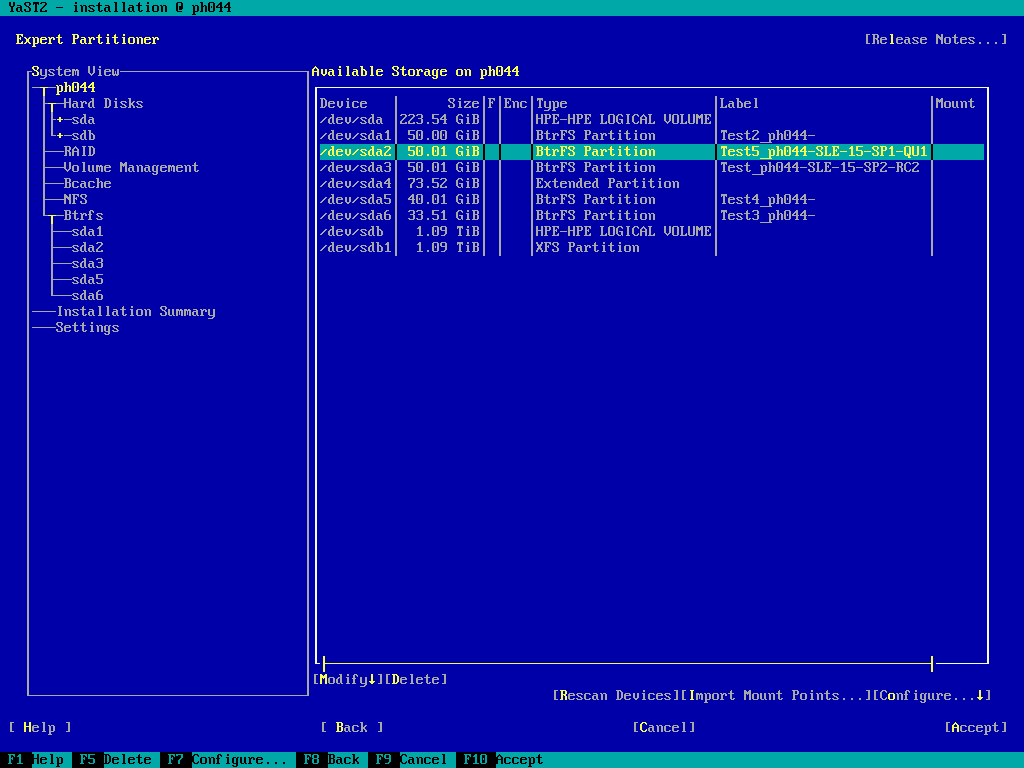 YaST2 - installation @ ph044
Expert Partitioner [Release Notes...]
System View Available Storage on ph044
ph044
Hard Disks Device Size F Enc Type Label Mount
+ sda /dev/sda 223.54 GiB HPE-HPE LOGICAL VOLUME
+ sdb /dev/sda1 50.00 GiB BtrFS Partition Test2_ph044-
RAID /dev/sda2 50.01 GiB BtrFS Partition Test5_ph044-SLE-15-SP1-QU1
Volume Management /dev/sda3 50.01 GiB BtrFS Partition Test_ph044-SLE-15-SP2-RC2
Bcache /dev/sda4 73.52 GiB Extended Partition
NFS /dev/sda5 40.01 GiB BtrFS Partition Test4_ph044-
Btrfs /dev/sda6 33.51 GiB BtrFS Partition Test3_ph044-
sda1 /dev/sdb 1.09 TiB HPE-HPE LOGICAL VOLUME
sda2 /dev/sdb1 1.09 TiB XFS Partition
sda3
sda5
sda6
Installation Summary
Settings
[Modify↓][Delete]
[Rescan Devices][Import Mount Points...][Configure...↓]
[ Help ] [ Back ] [Cancel] [Accept]
F1 Help F5 Delete F7 Configure... F8 Back F9 Cancel F10 Accept